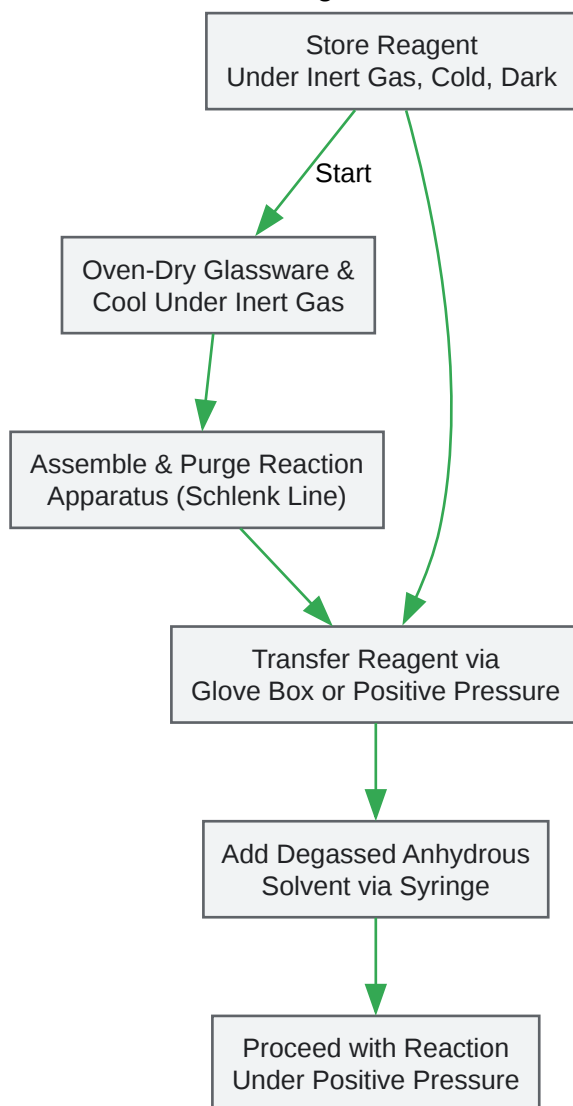 Store Reagent
Under Inert Gas, Cold, Dark
Start
Oven-Dry Glassware &
Cool Under Inert Gas
Assemble & Purge Reaction
Apparatus (Schlenk Line)
Transfer Reagent via
Glove Box or Positive Pressure
Add Degassed Anhydrous
Solvent via Syringe
Proceed with Reaction
Under Positive Pressure